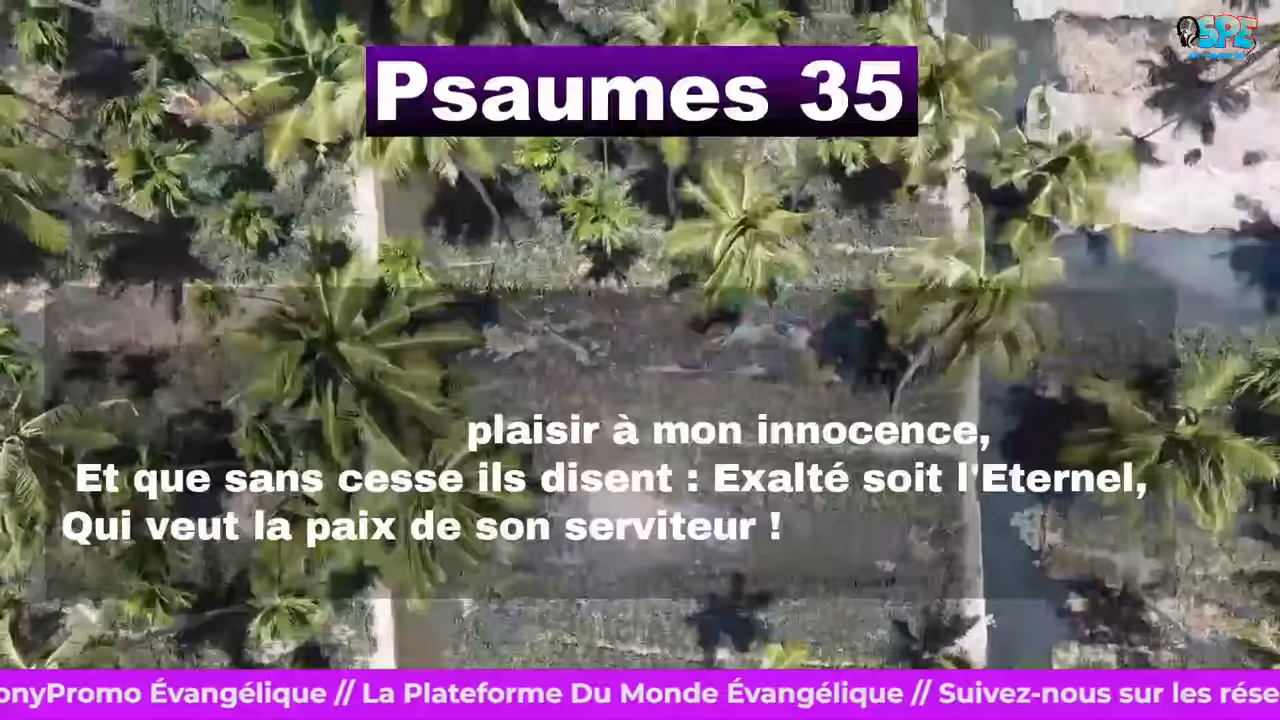 SPE
Psaumes 35
plaisir à mon innocence,
Et que sans cesse ils disent : Exalté soit l'Eternel,
Qui veut la paix de son serviteur !
onyPromo Évangélique // La Plateforme Du Monde Évangélique // Suivez-nous sur les rése